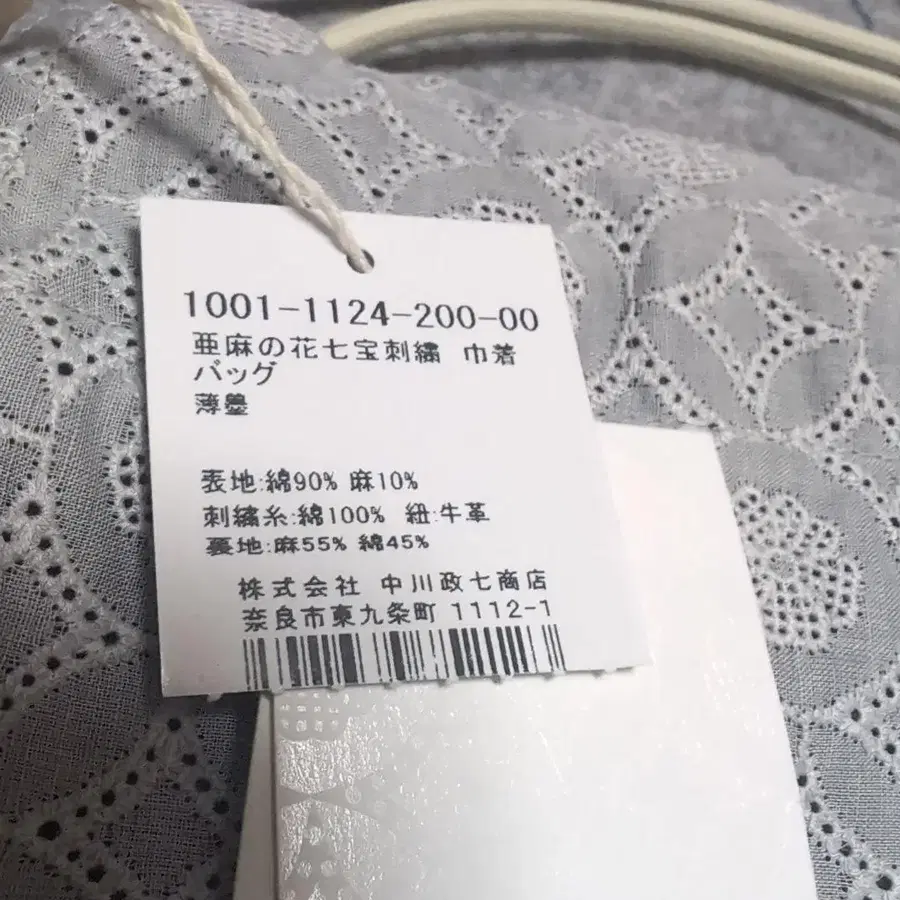 1001-1124-200-00
亜麻の花七宝刺繍 巾着
バッグ
薄墨
表地:綿90% 麻10%
刺繍糸:綿100% 紐:牛革
裏地:麻55% 綿45%
株式会社 中川政七商店
奈良市東九条町 1112-1